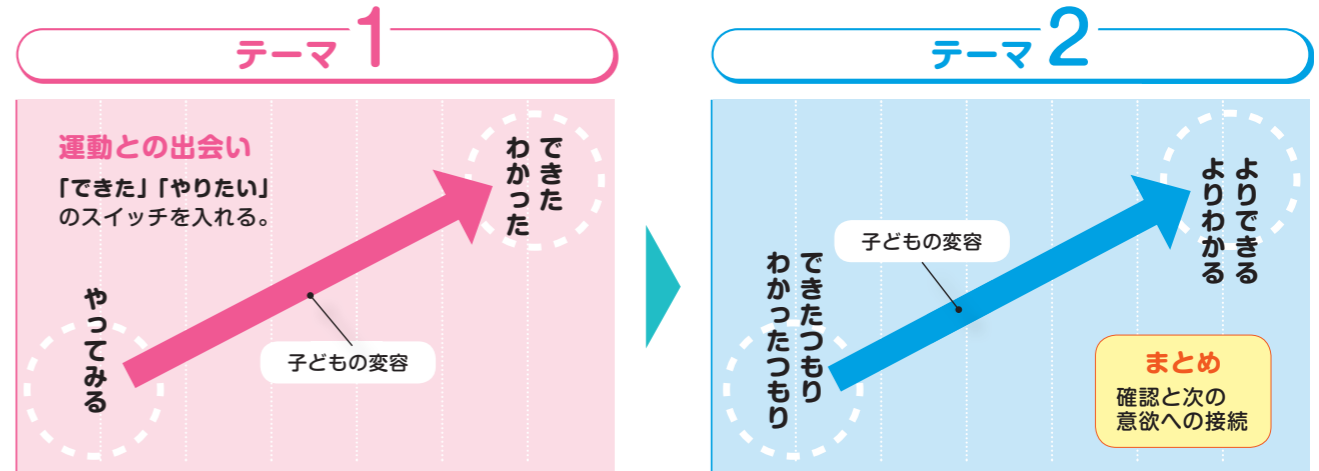 テーマ1
運動との出会い
「できた」「やりたい」
のスイッチを入れる。
できた
わかった
やってみる
子どもの変容
テーマ2
よりできる
よりわかる
子どもの変容
できたつもり
わかったつもり
まとめ
確認と次の
意欲への接続